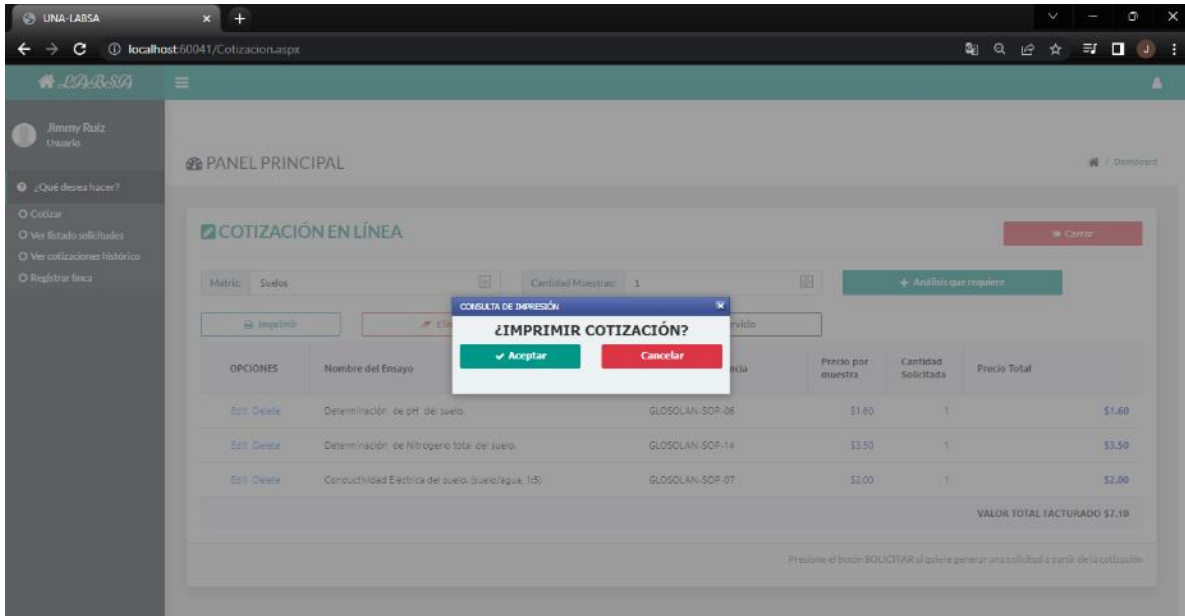 UNA-LABSA
localhost:60041/Cotizacion.aspx
J
LABSA
Jimmy Ruiz
Usuario
PANEL PRINCIPAL
/ Dashboard
¿Qué desea hacer?
Cotizar
Ver listado solicitudes
Ver cotizaciones histórico
Registrar finca
COTIZACIÓN EN LÍNEA
Cerrar
Matriz: Suelos
Cantidad Muestras: 1
+ Análisis que requiere
CONSULTA DE IMPRESIÓN
¿IMPRIMIR COTIZACIÓN?
Aceptar Cancelar
Imprimir
OPCIONES Nombre del Ensayo Precio por muestra Cantidad Solicitada Precio Total
Edit Delete Determinación de pH del suelo. GLOSOLAN-SOP-06 $1.60 1 $1.60
Edit Delete Determinación de Nitrogeno total del suelo. GLOSOLAN-SOP-14 $3.50 1 $3.50
Edit Delete Conductividad Eléctrica del suelo. (suelo/agua, 1:5) GLOSOLAN-SOP-07 $2.00 1 $2.00
VALOR TOTAL FACTURADO $7.10
Presione el botón SOLICITAR si quiere generar una solicitud a partir de la cotización